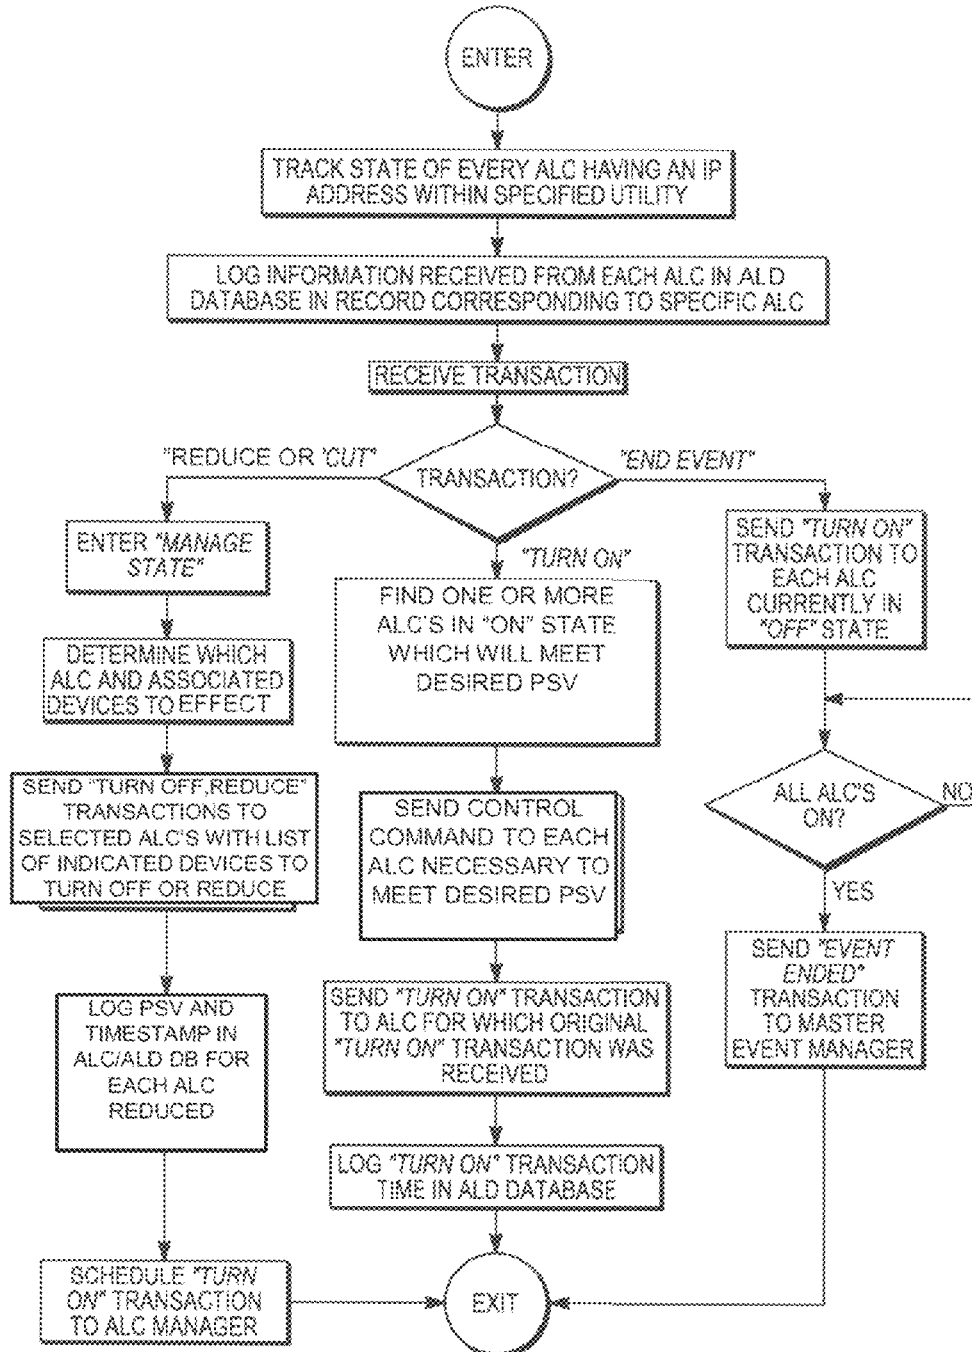 ENTER
TRACK STATE OF EVERY ALC HAVING AN IP
ADDRESS WITHIN SPECIFIED UTILITY
LOG INFORMATION RECEIVED FROM EACH ALC IN ALD
DATABASE IN RECORD CORRESPONDING TO SPECIFIC ALC
RECEIVE TRANSACTION
TRANSACTION?
"REDUCE OR 'CUT"
ENTER "MANAGE
STATE"
DETERMINE WHICH
ALC AND ASSOCIATED
DEVICES TO EFFECT
SEND "TURN OFF,REDUCE"
TRANSACTIONS TO
SELECTED ALC'S WITH LIST
OF INDICATED DEVICES TO
TURN OFF OR REDUCE
LOG PSV AND
TIMESTAMP IN
ALC/ALD DB FOR
EACH ALC
REDUCED
SCHEDULE "TURN
ON" TRANSACTION
TO ALC MANAGER
"TURN ON"
FIND ONE OR MORE
ALC'S IN "ON" STATE
WHICH WILL MEET
DESIRED PSV
SEND CONTROL
COMMAND TO EACH
ALC NECESSARY TO
MEET DESIRED PSV
SEND "TURN ON" TRANSACTION
TO ALC FOR WHICH ORIGINAL
"TURN ON" TRANSACTION WAS
RECEIVED
LOG "TURN ON" TRANSACTION
TIME IN ALD DATABASE
"END EVENT"
SEND "TURN ON"
TRANSACTION TO
EACH ALC
CURRENTLY IN
"OFF" STATE
ALL ALC'S
ON?
NO
YES
SEND "EVENT
ENDED"
TRANSACTION
TO MASTER
EVENT MANAGER
EXIT